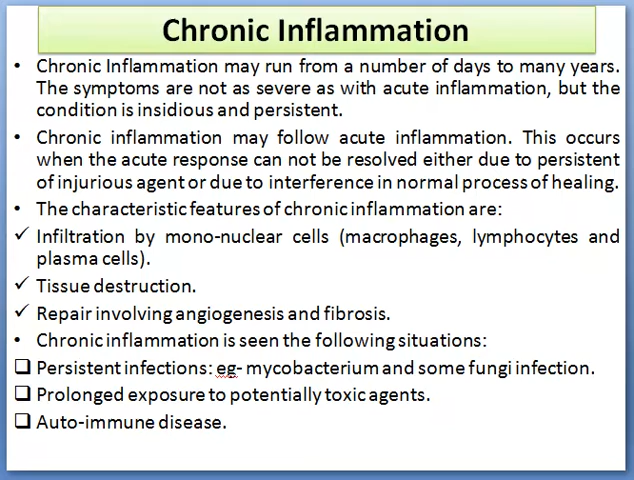 Chronic Inflammation
• Chronic Inflammation may run from a number of days to many years.
The symptoms are not as severe as with acute inflammation, but the
condition is insidious and persistent.
• Chronic inflammation may follow acute inflammation. This occurs
when the acute response can not be resolved either due to persistent
of injurious agent or due to interference in normal process of healing.
• The characteristic features of chronic inflammation are:
✓ Infiltration by mono-nuclear cells (macrophages, lymphocytes and
plasma cells).
✓ Tissue destruction.
✓ Repair involving angiogenesis and fibrosis.
• Chronic inflammation is seen the following situations:
❑ Persistent infections: eg- mycobacterium and some fungi infection.
❑ Prolonged exposure to potentially toxic agents.
❑ Auto-immune disease.